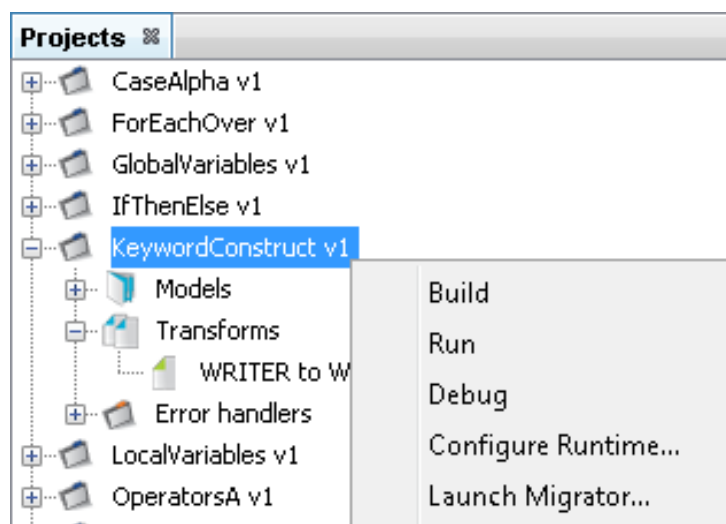 Projects
CaseAlpha v1
ForEachOver v1
GlobalVariables v1
IfThenElse v1
KeywordConstruct v1
Models
Build
Transforms
Run
WRITER to W
Debug
Error handlers
Configure Runtime...
LocalVariables v1
Launch Migrator...
OperatorsA v1